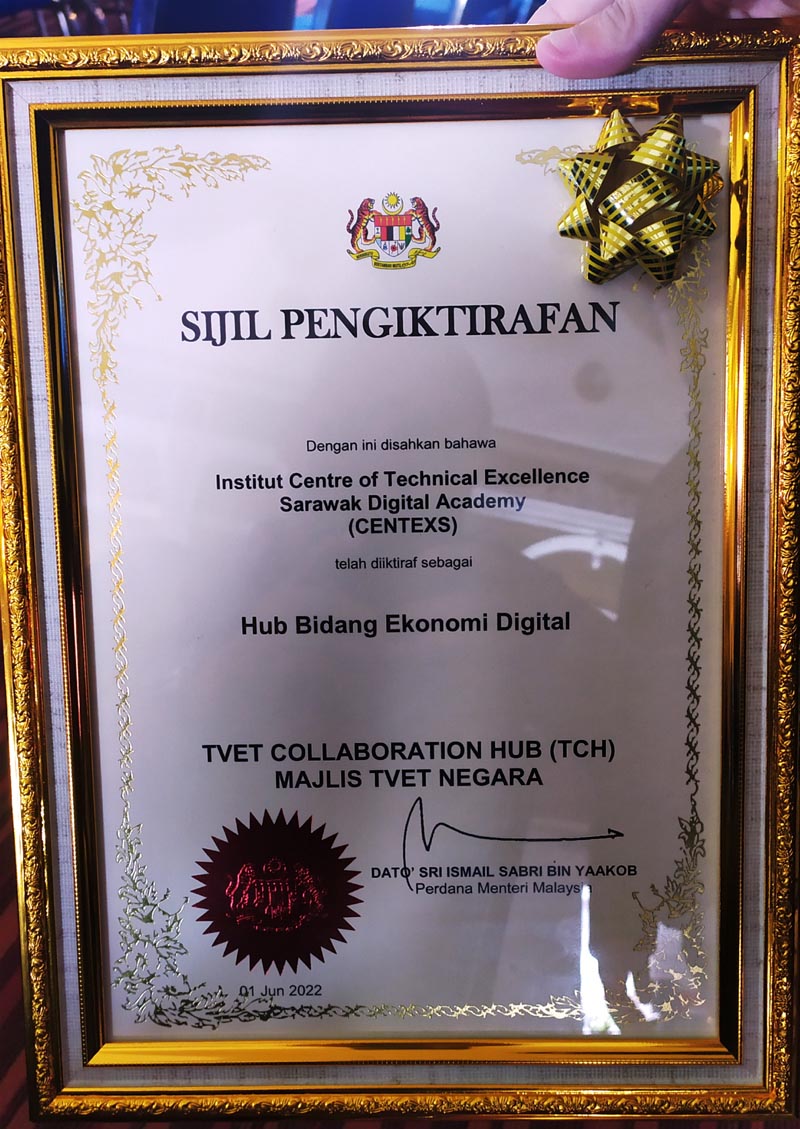 SIJIL PENGIKTIRAFAN
Dengan ini disahkan bahawa
Institut Centre of Technical Excellence
Sarawak Digital Academy
(CENTEXS)
telah diiktiraf sebagai
Hub Bidang Ekonomi Digital
TVET COLLABORATION HUB (TCH)
MAJLIS TVET NEGARA
DATO' SRI ISMAIL SABRI BIN YAAKOB
Perdana Menteri Malaysia
01 Jun 2022